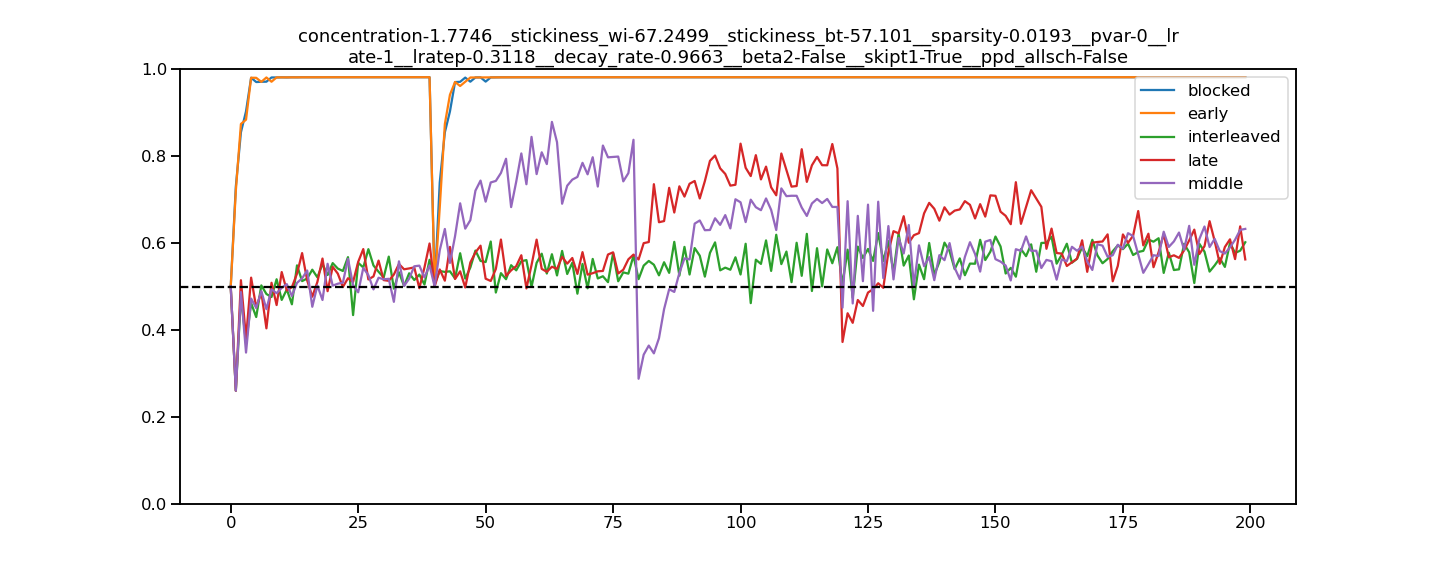 concentration-1.7746__stickiness_wi-67.2499__stickiness_bt-57.101__sparsity-0.0193__pvar-0__lr
ate-1__lratep-0.3118__decay_rate-0.9663__beta2-False__skipt1-True__ppd_allsch-False
1.0
0.8
0.6
0.4
0.2
0.0
0 25 50 75 100 125 150 175 200
blocked
early
interleaved
late
middle